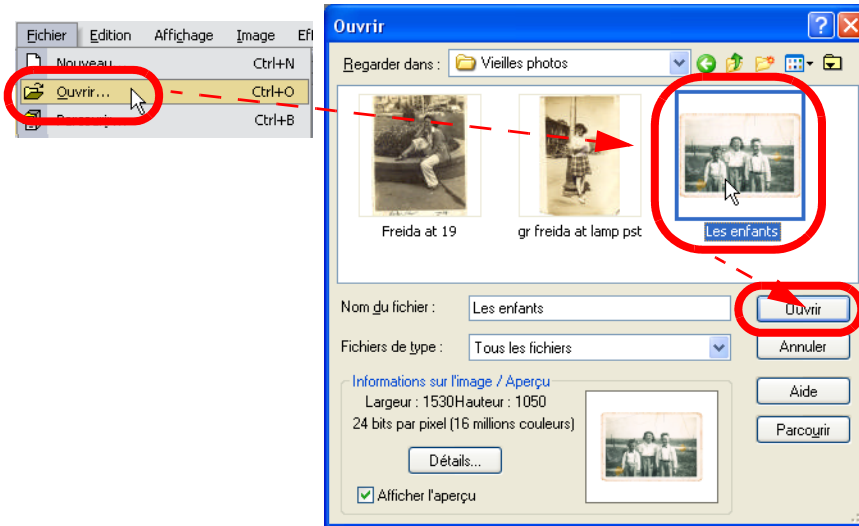 Fichier Edition Affichage Image
Nouveau Ctrl+N
Ouvrir... Ctrl+O
Ctrl+B
Ouvrir
Regarder dans : Vieilles photos
Freida at 19 gr freida at lamp pst Les enfants
Nom du fichier : Les enfants Ouvrir
Fichiers de type : Tous les fichiers Annuler
Informations sur l'image / Aperçu
Largeur : 1530Hauteur : 1050
24 bits par pixel (16 millions couleurs)
Détails...
Afficher l'aperçu
Aide
Parcourir